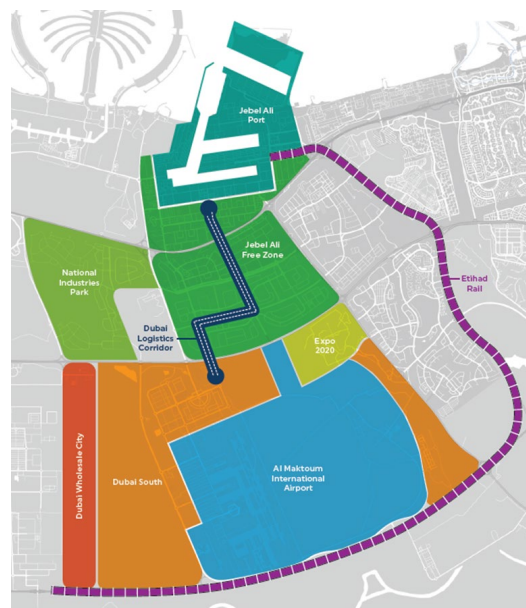 Jebel Ali
Port
Jebel Ali
Free Zone
National
Industries
Park
Etihad
Rail
Dubai
Logistics
Corridor
Expo
2020
Dubai Wholesale City
Dubai South
Al Maktoum
International
Airport